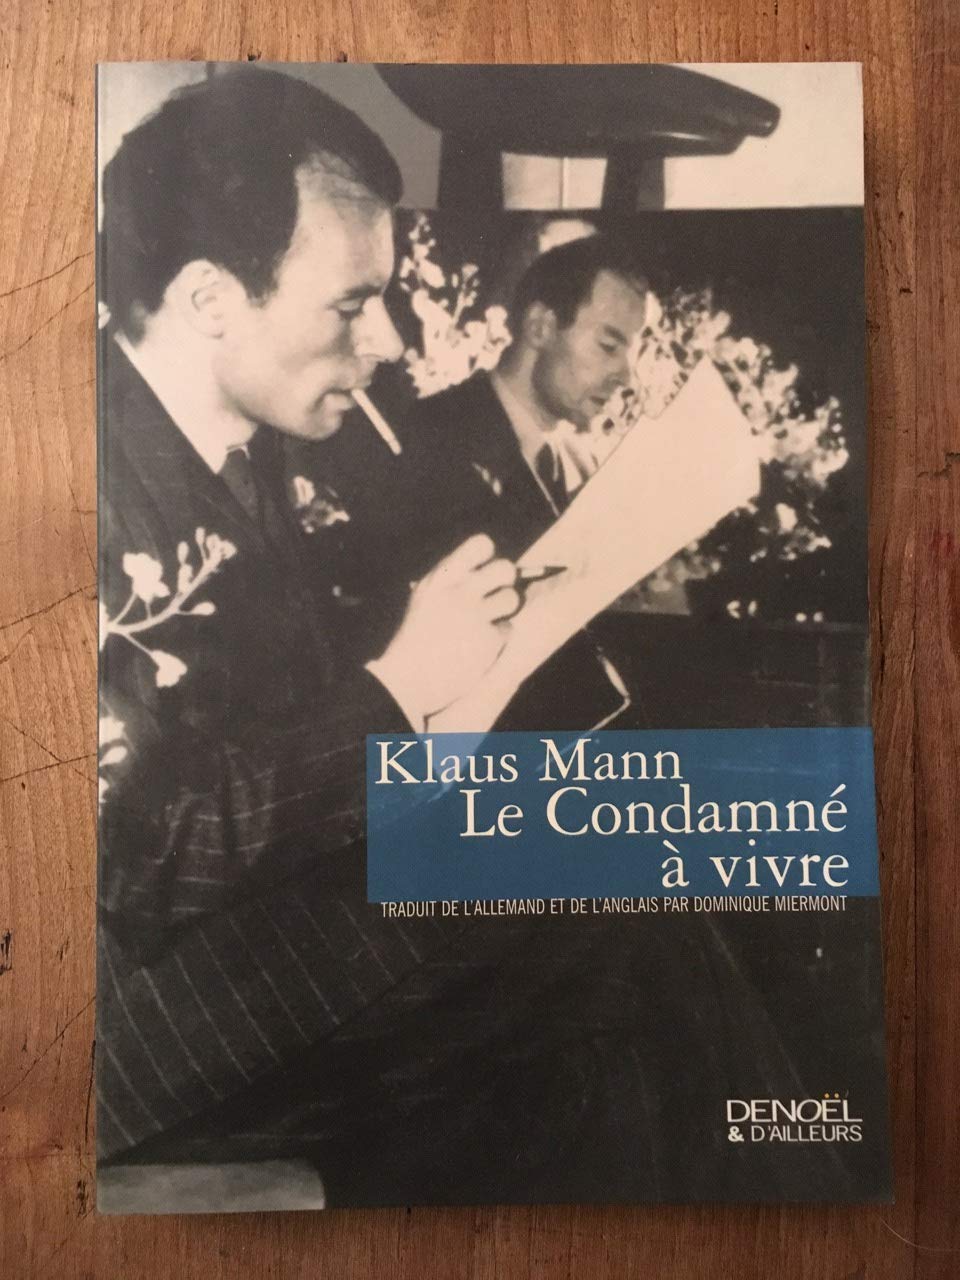 Klaus Mann
Le Condamné
à vivre
TRADUIT DE L'ALLEMAND ET DE L'ANGLAIS PAR DOMINIQUE MIERMONT
DENOËL
& D'AILLEURS